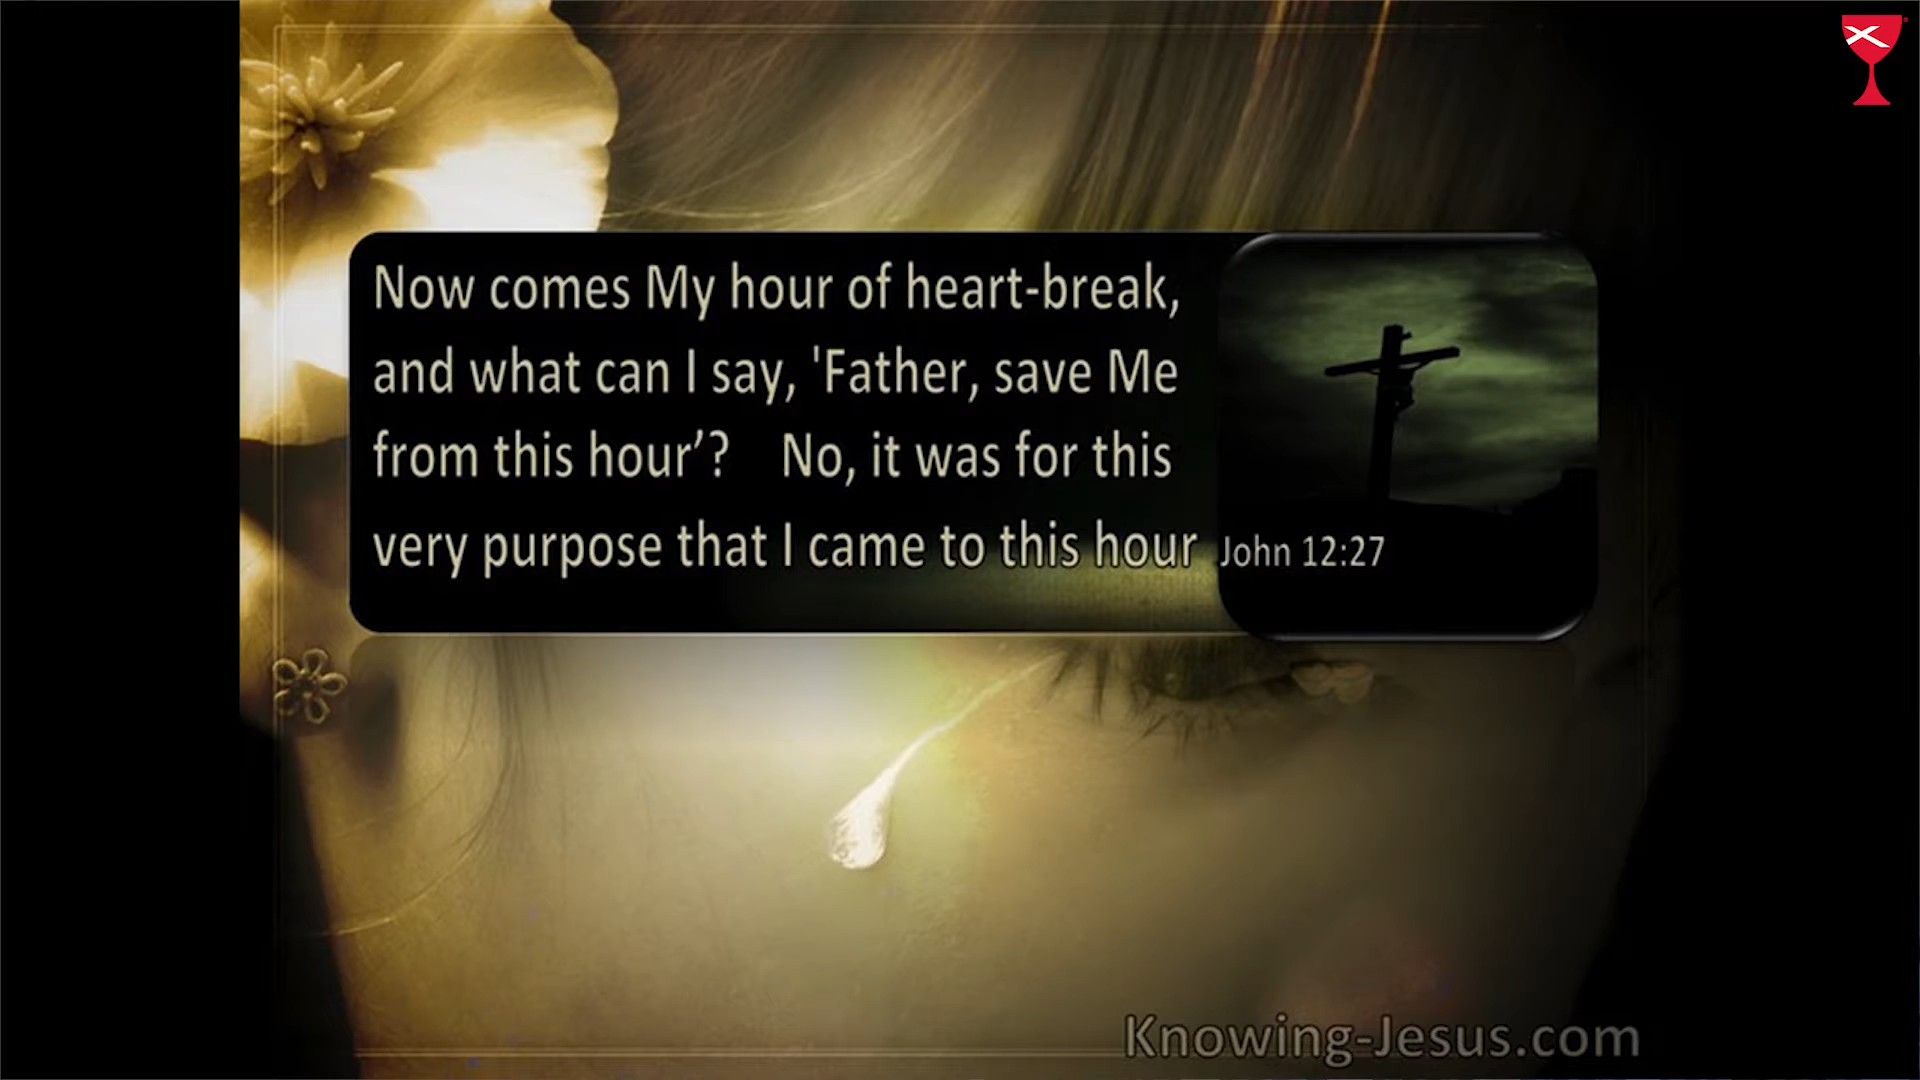 Now comes My hour of heart-break,
and what can I say, 'Father, save Me
from this hour’? No, it was for this
very purpose that I came to this hour John 12:27
Knowing-Jesus.com